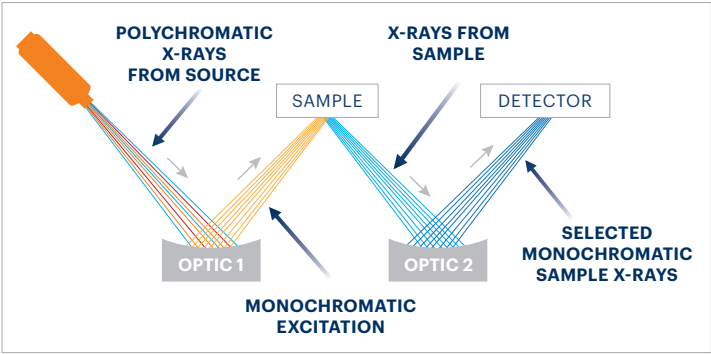 POLYCHROMATIC
X-RAYS
FROM SOURCE
X-RAYS FROM
SAMPLE
SAMPLE
DETECTOR
OPTIC 1
OPTIC 2
MONOCHROMATIC
EXCITATION
SELECTED
MONOCHROMATIC
SAMPLE X-RAYS